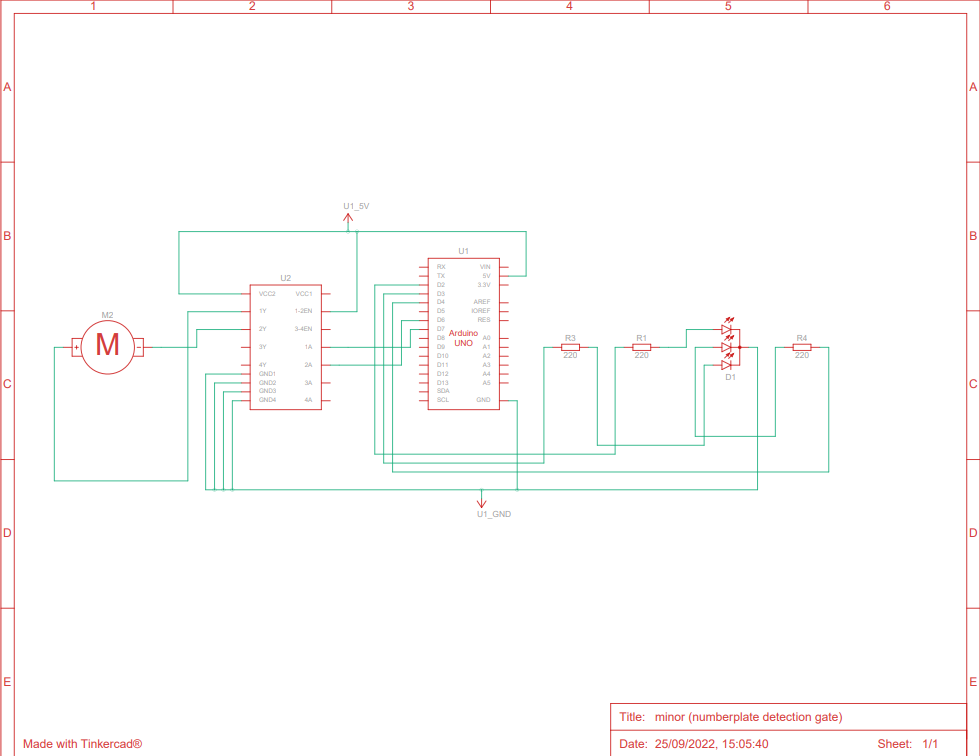 1 2 3 4 5 6
A A
B B
C C
D D
E E
U1_5V
U2
VCC2 VCC1
1Y 1-2EN
2Y 3-4EN
3Y 1A
4Y 2A
GND1
GND2 3A
GND3
GND4 4A
M2
M
+ -
U1
RX VIN
TX 5V
D2 3.3V
D3
D4 AREF
D5 IOREF
D6 RES
D7
D8 A0
D9 A1
D10 A2
D11 A3
D12 A4
D13 A5
SDA
SCL GND
Arduino
UNO
R3
220
R1
220
D1
R4
220
U1_GND
Title: minor (numberplate detection gate)
Made with Tinkercad®
Date: 25/09/2022, 15:05:40 Sheet: 1/1